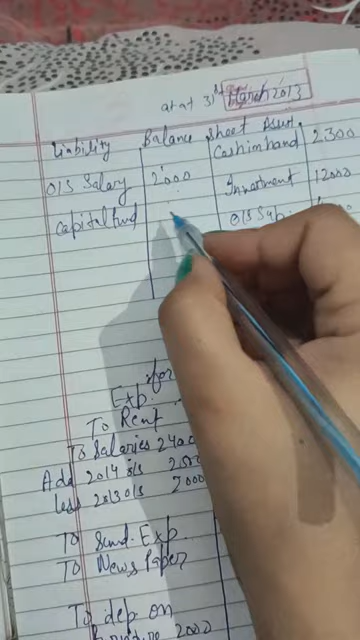 as at 31st March 2013
Balance Sheet
Liability Asset
Cash in hand 2300
O/S Salary 2000
Investment 12000
Capital fund O/S Sub.
Exp.
To Rent
To Salaries 2400
Add 2014 o/s
less 2013 o/s 2000
To Sund. Exp.
To News Paper
To dep on
2000